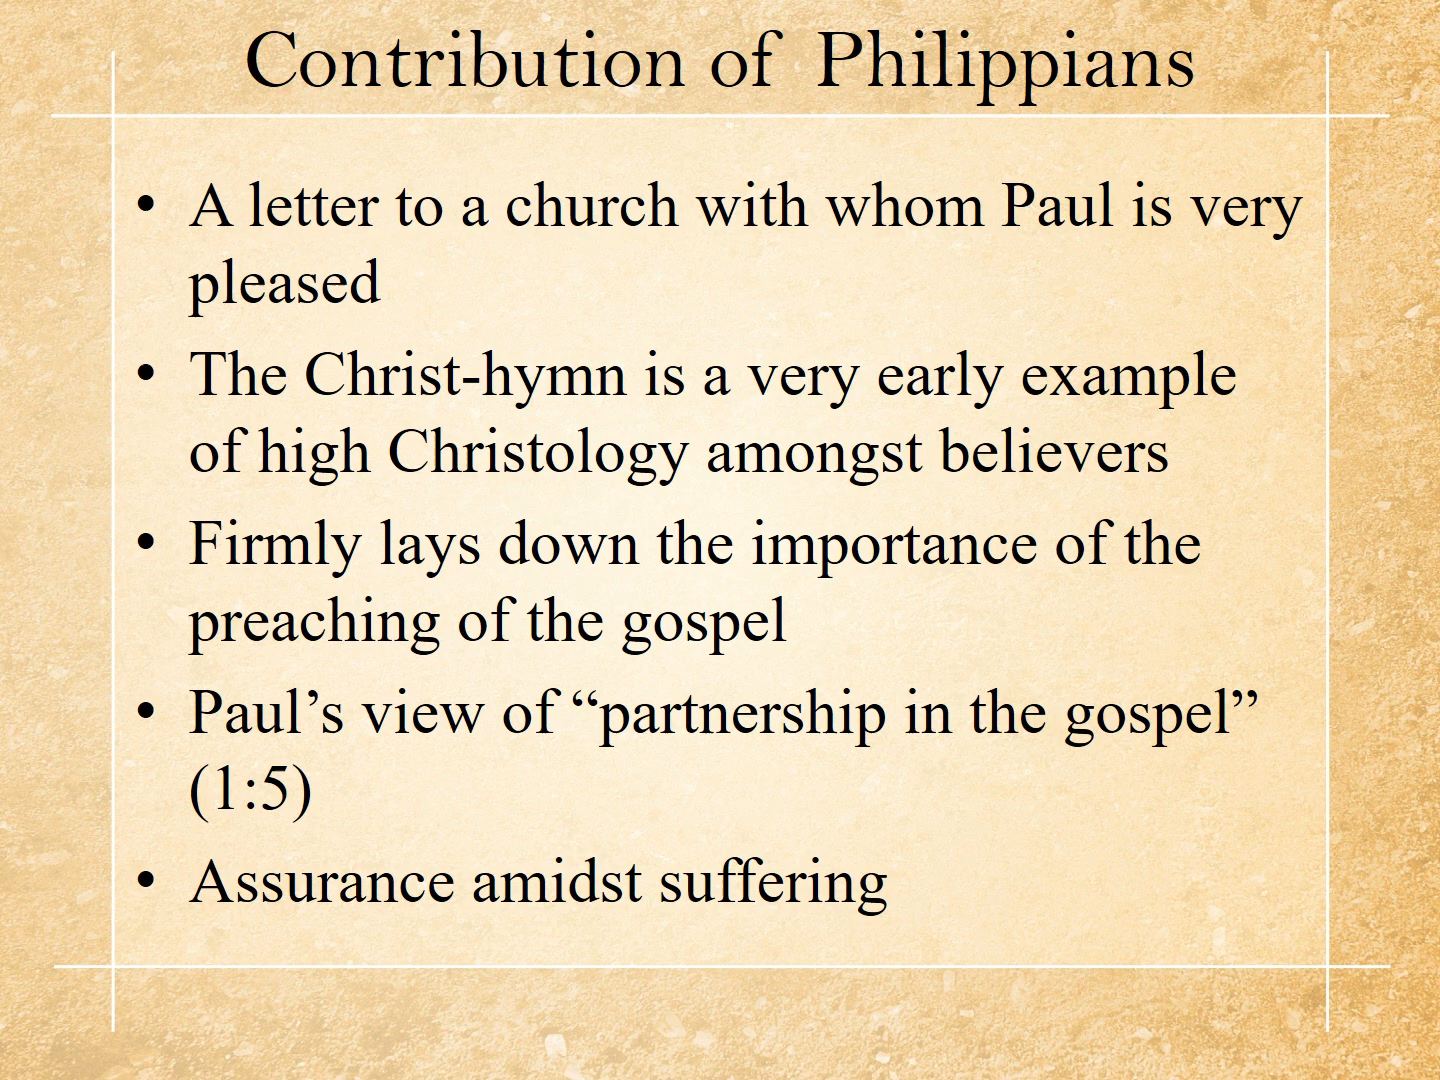 Contribution of  Philippians
• A letter to a church with whom Paul is very
pleased
• The Christ-hymn is a very early example
of high Christology amongst believers
• Firmly lays down the importance of the
preaching of the gospel
• Paul’s view of “partnership in the gospel”
(1:5)
• Assurance amidst suffering